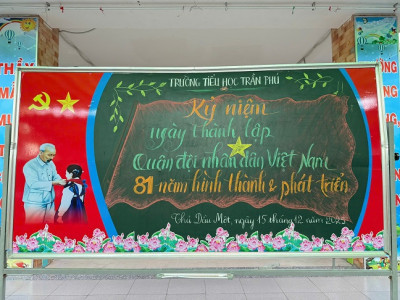 TRƯỜNG TIỂU HỌC TRẦN PHÚ
Kỷ niệm
ngày thành lập
Quân đội nhân dân Việt Nam
81 năm hình thành & phát triển
Thủ Dầu Một, ngày 15 tháng 12 năm 2025